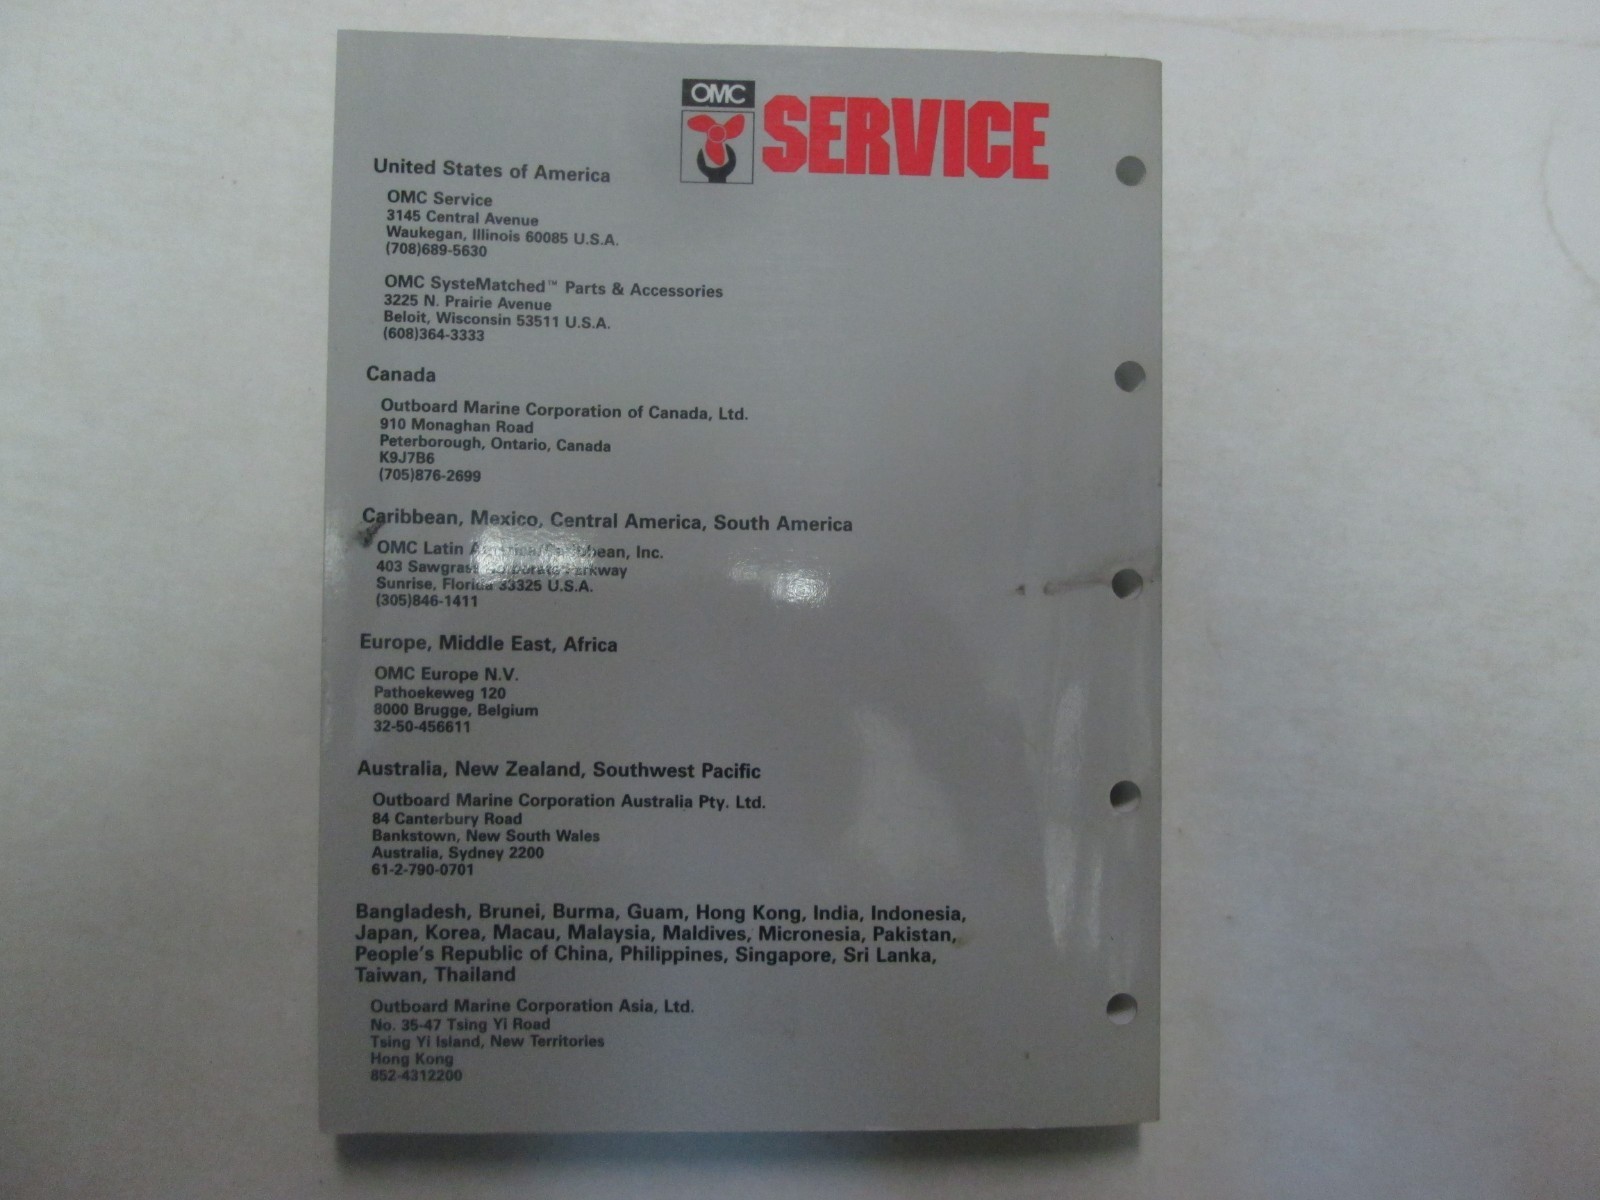 OMC
SERVICE
United States of America
OMC Service
3145 Central Avenue
Waukegan, Illinois 60085 U.S.A.
(708)689-5630
OMC SysteMatched™ Parts & Accessories
3225 N. Prairie Avenue
Beloit, Wisconsin 53511 U.S.A.
(608)364-3333
Canada
Outboard Marine Corporation of Canada, Ltd.
910 Monaghan Road
Peterborough, Ontario, Canada
K9J7B6
(705)876-2699
Caribbean, Mexico, Central America, South America
OMC Latin America/Caribbean, Inc.
403 Sawgrass Corporate Parkway
Sunrise, Florida 33325 U.S.A.
(305)846-1411
Europe, Middle East, Africa
OMC Europe N.V.
Pathoekeweg 120
8000 Brugge, Belgium
32-50-456611
Australia, New Zealand, Southwest Pacific
Outboard Marine Corporation Australia Pty. Ltd.
84 Canterbury Road
Bankstown, New South Wales
Australia, Sydney 2200
61-2-790-0701
Bangladesh, Brunei, Burma, Guam, Hong Kong, India, Indonesia,
Japan, Korea, Macau, Malaysia, Maldives, Micronesia, Pakistan,
People's Republic of China, Philippines, Singapore, Sri Lanka,
Taiwan, Thailand
Outboard Marine Corporation Asia, Ltd.
No. 35-47 Tsing Yi Road
Tsing Yi Island, New Territories
Hong Kong
852-4312200